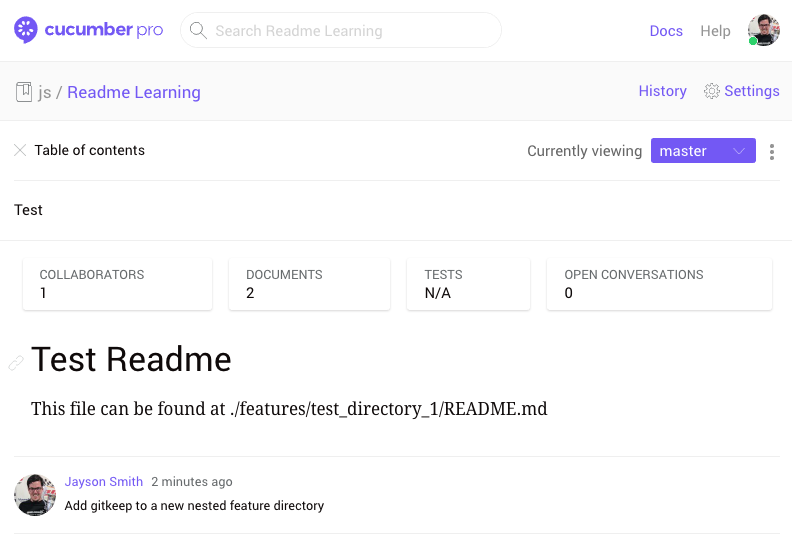 cucumber pro
Search Readme Learning
Docs Help
js / Readme Learning
History Settings
Table of contents
Currently viewing master
Test
COLLABORATORS DOCUMENTS TESTS OPEN CONVERSATIONS
1 2 N/A 0
Test Readme
This file can be found at ./features/test_directory_1/README.md
Jayson Smith 2 minutes ago
Add gitkeep to a new nested feature directory